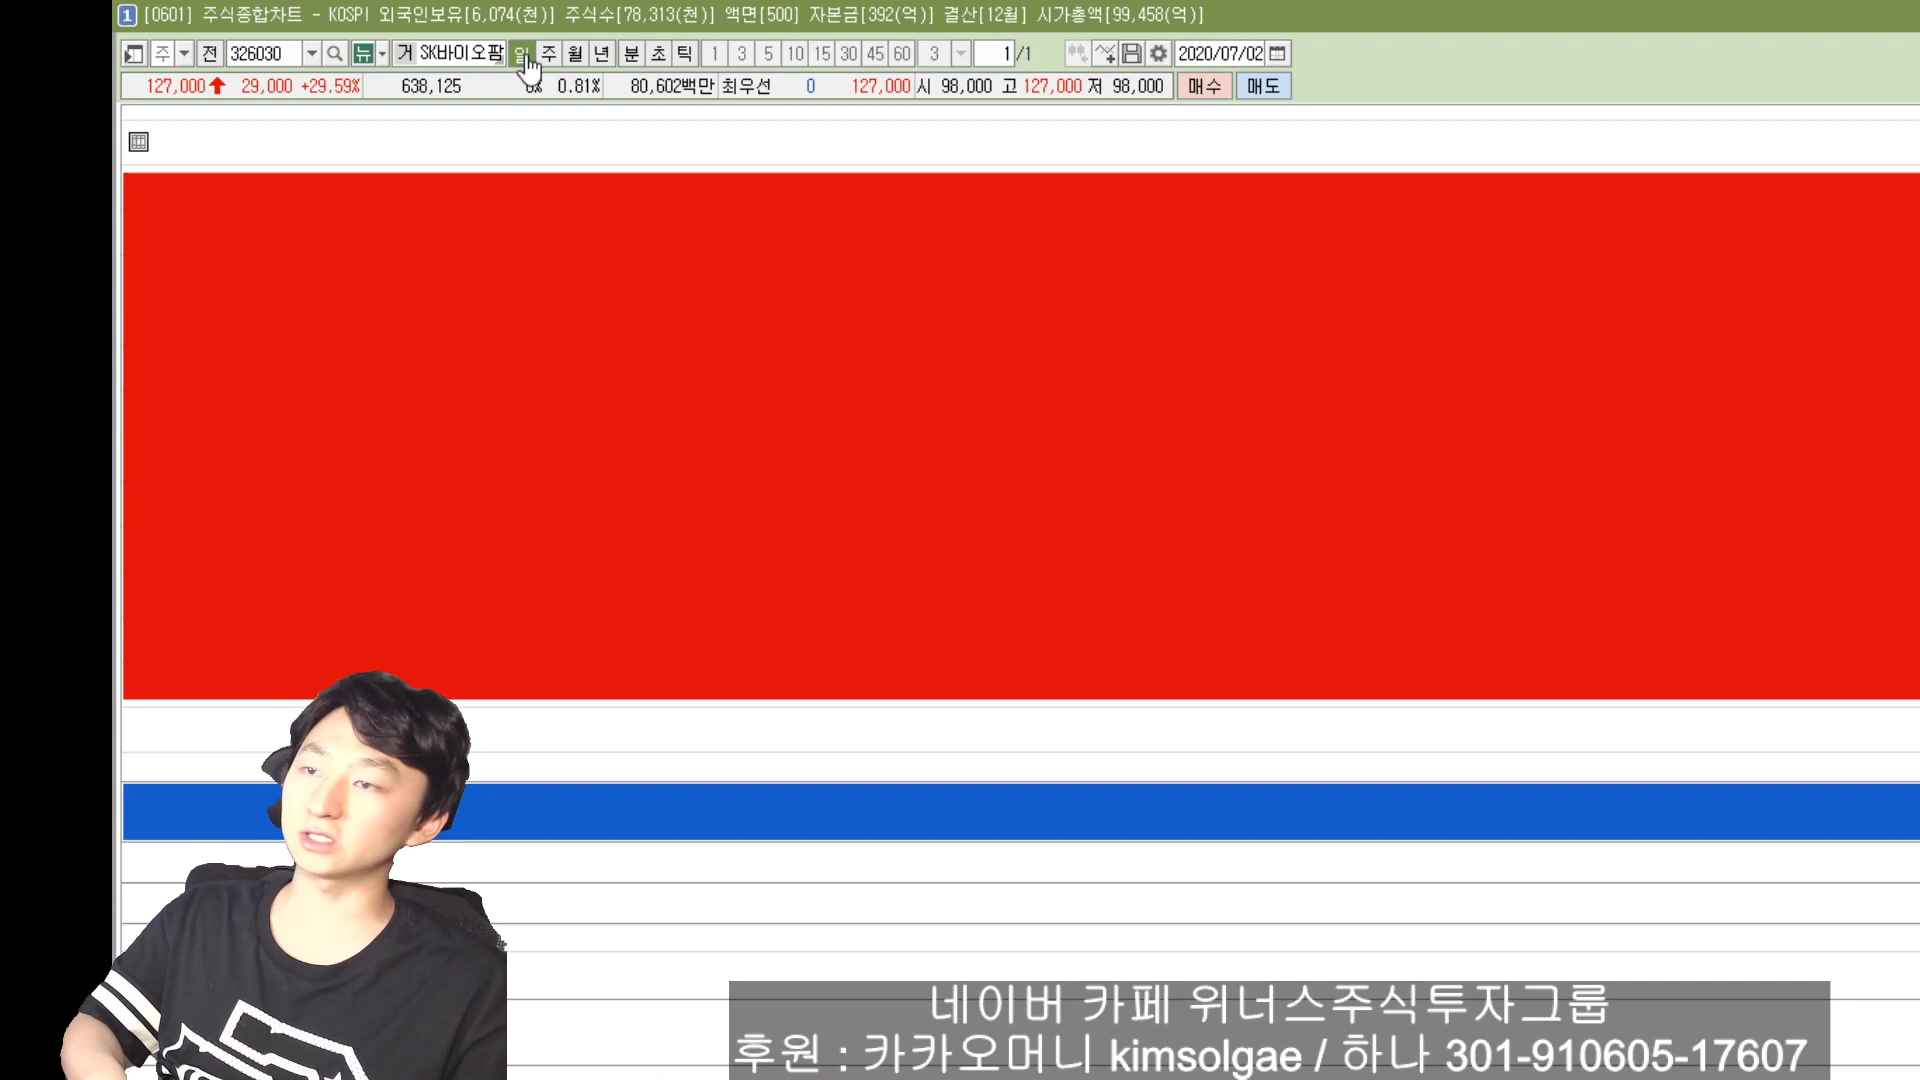 1 [0601] 주식종합차트 - KOSPI 외국인보유[6,074(천)] 주식수[78,313(천)] 액면[500] 자본금[392(억)] 결산[12월] 시가총액[99,458(억)]
주 전 326030 뉴 거 SK바이오팜 일 주 월 년 분 초 틱 1 3 5 10 15 30 45 60 3 1 /1 2020/07/02
127,000 29,000 +29.59% 638,125 0.81% 80,602백만 최우선 0 127,000 시 98,000 고 127,000 저 98,000 매수 매도
네이버 카페 위너스주식투자그룹
후원 : 카카오머니 kimsolgae / 하나 301-910605-17607